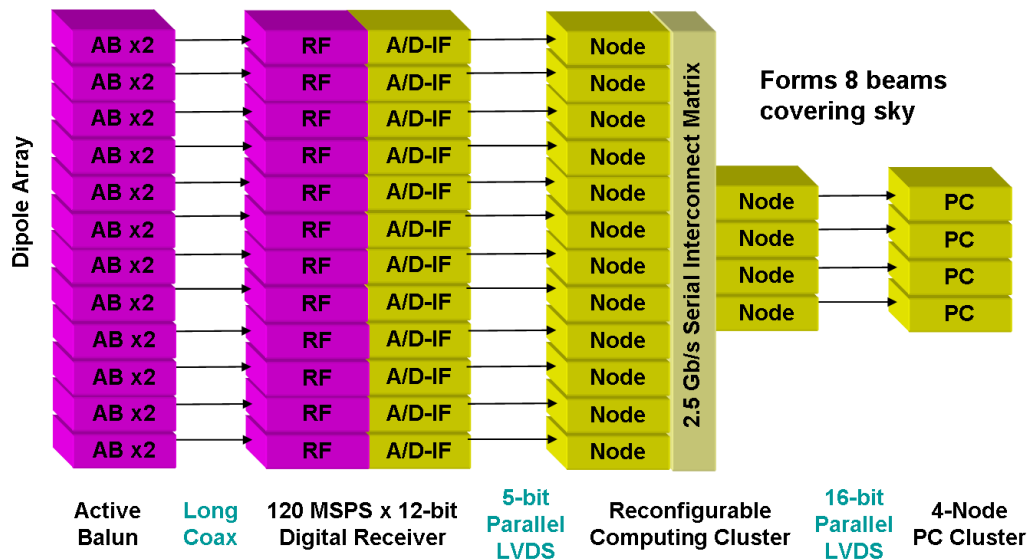 Dipole Array
AB x2 RF A/D-IF Node
AB x2 RF A/D-IF Node
AB x2 RF A/D-IF Node
AB x2 RF A/D-IF Node
AB x2 RF A/D-IF Node
AB x2 RF A/D-IF Node
AB x2 RF A/D-IF Node
AB x2 RF A/D-IF Node
AB x2 RF A/D-IF Node
AB x2 RF A/D-IF Node
AB x2 RF A/D-IF Node
AB x2 RF A/D-IF Node
2.5 Gb/s Serial Interconnect Matrix
Forms 8 beams
covering sky
Node PC
Node PC
Node PC
Node PC
Active
Balun
Long
Coax
120 MSPS x 12-bit
Digital Receiver
5-bit
Parallel
LVDS
Reconfigurable
Computing Cluster
16-bit
Parallel
LVDS
4-Node
PC Cluster